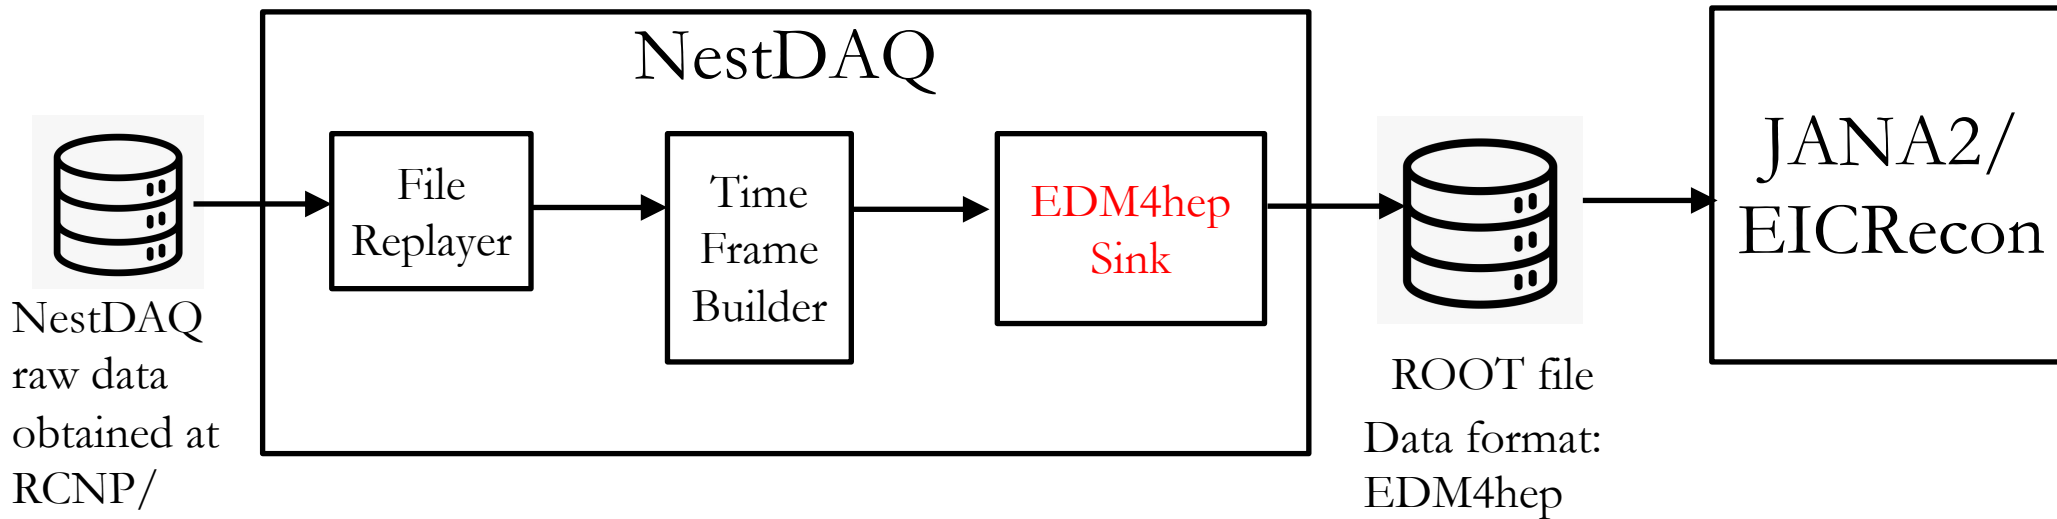 NestDAQ
File
Replayer
Time
Frame
Builder
EDM4hep
Sink
JANA2/
EICRecon
NestDAQ
raw data
obtained at
RCNP/
ROOT file
Data format:
EDM4hep